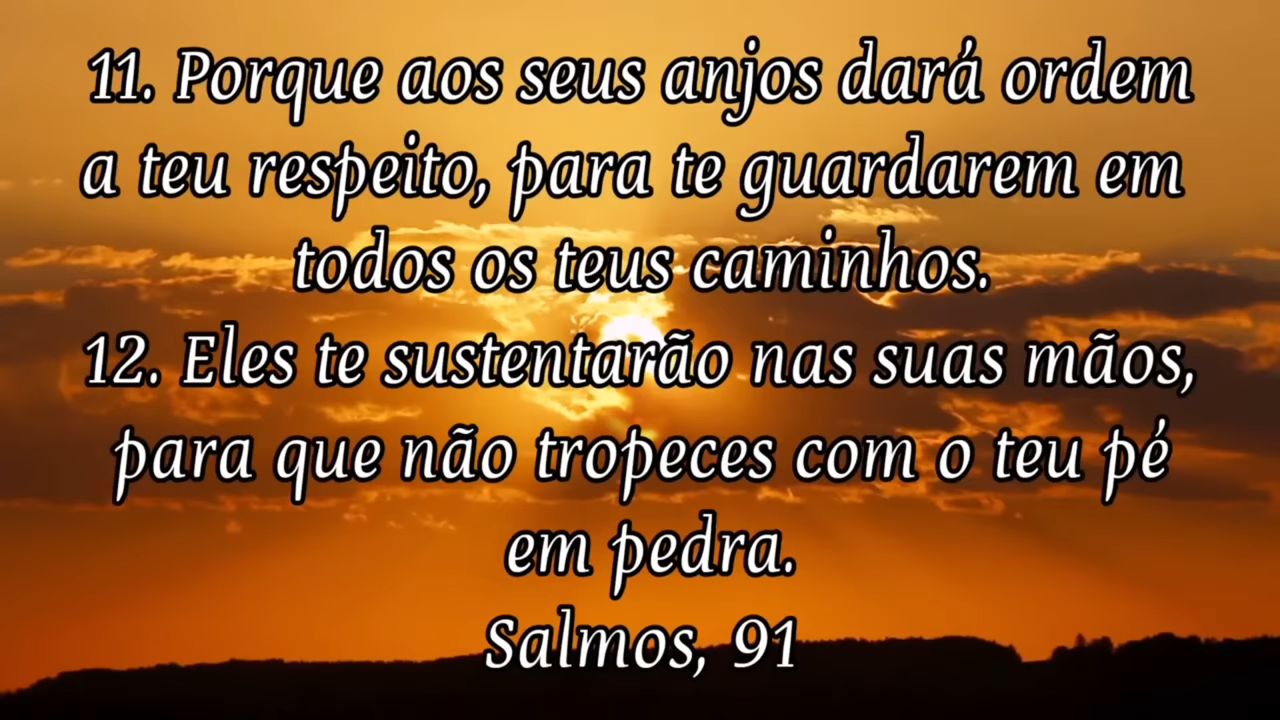 11. Porque aos seus anjos dará ordem
a teu respeito, para te guardarem em
todos os teus caminhos.
12. Eles te sustentarão nas suas mãos,
para que não tropeces com o teu pé
em pedra.
Salmos, 91